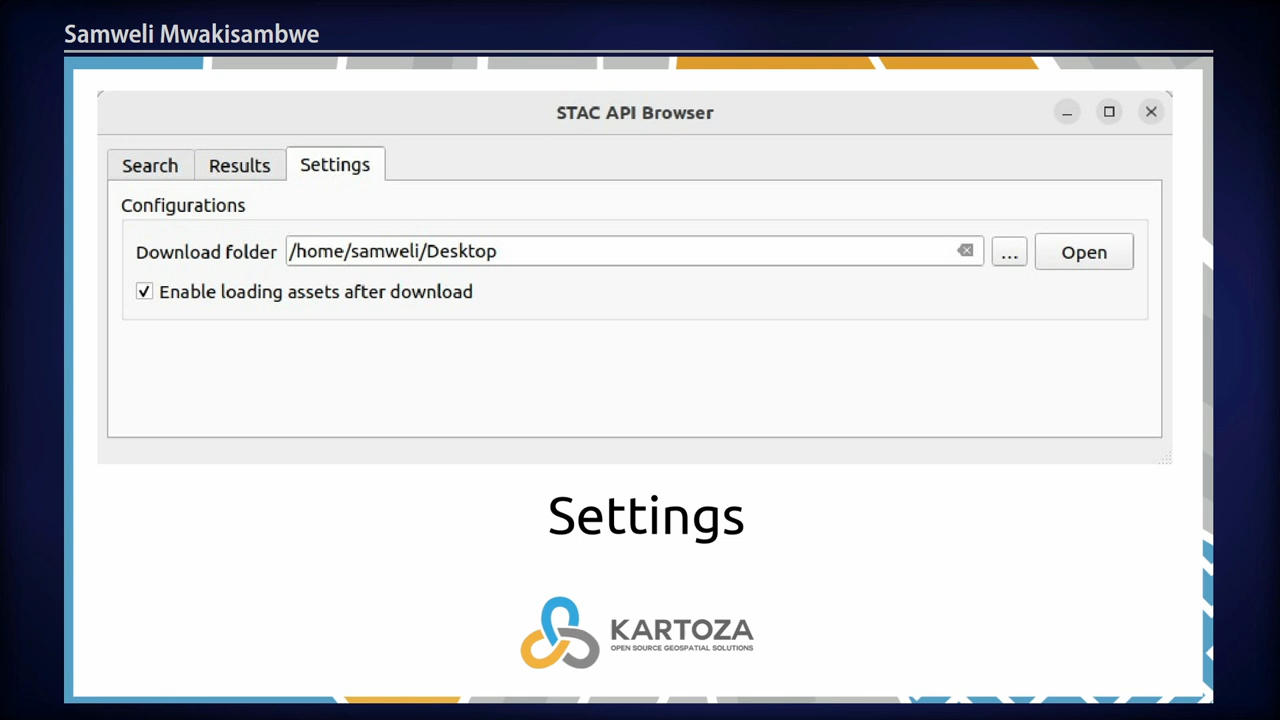 Samweli Mwakisambwe
STAC API Browser
Search Results Settings
Configurations
Download folder /home/samweli/Desktop ... Open
Enable loading assets after download
Settings
KARTOZA
OPEN SOURCE GEOSPATIAL SOLUTIONS